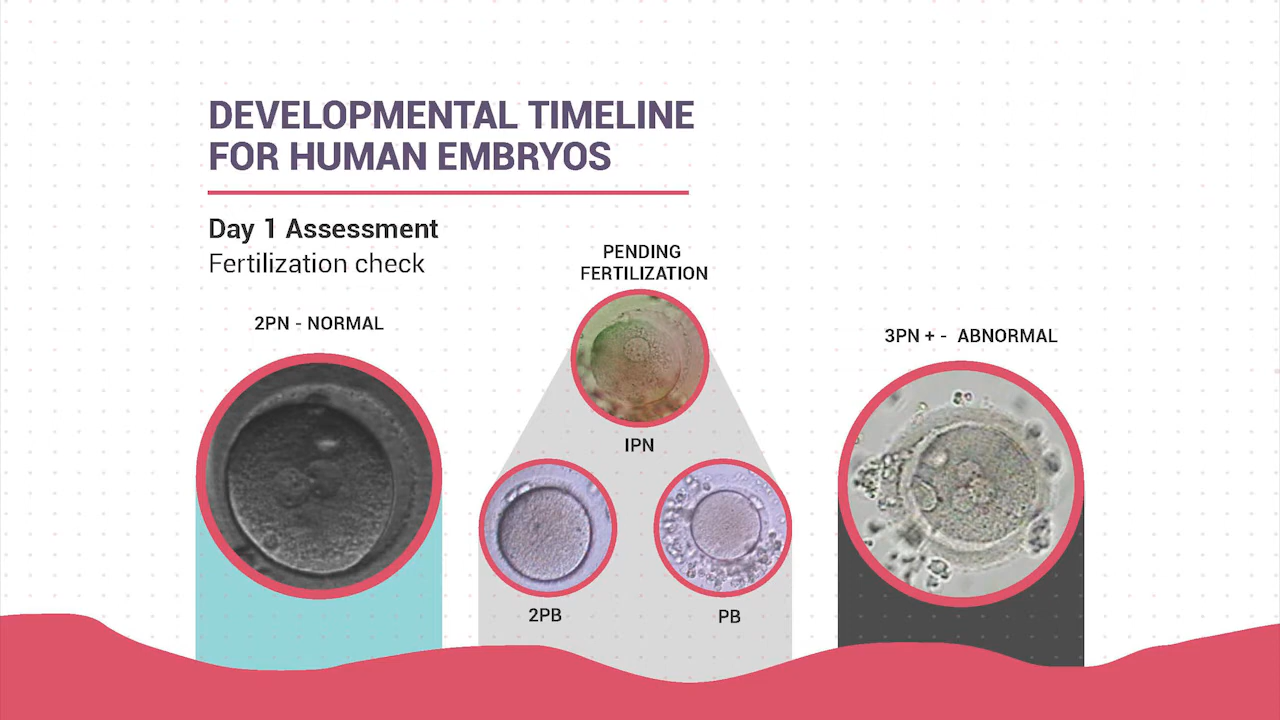 DEVELOPMENTAL TIMELINE
FOR HUMAN EMBRYOS
Day 1 Assessment
Fertilization check
2PN - NORMAL
PENDING
FERTILIZATION
IPN
2PB
PB
3PN + - ABNORMAL